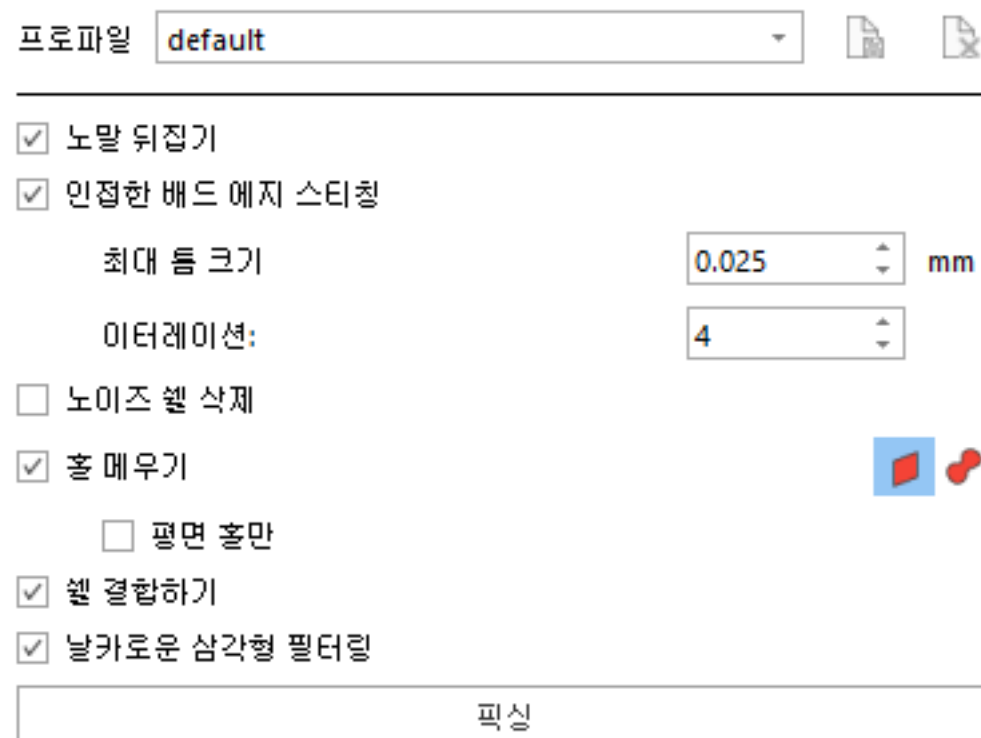 프로파일 default
노말 뒤집기
인접한 배드 에지 스티칭
최대 틈 크기 0.025 mm
이터레이션: 4
노이즈 쉘 삭제
홀 메우기
평면 홀만
쉘 결합하기
날카로운 삼각형 필터링
픽싱